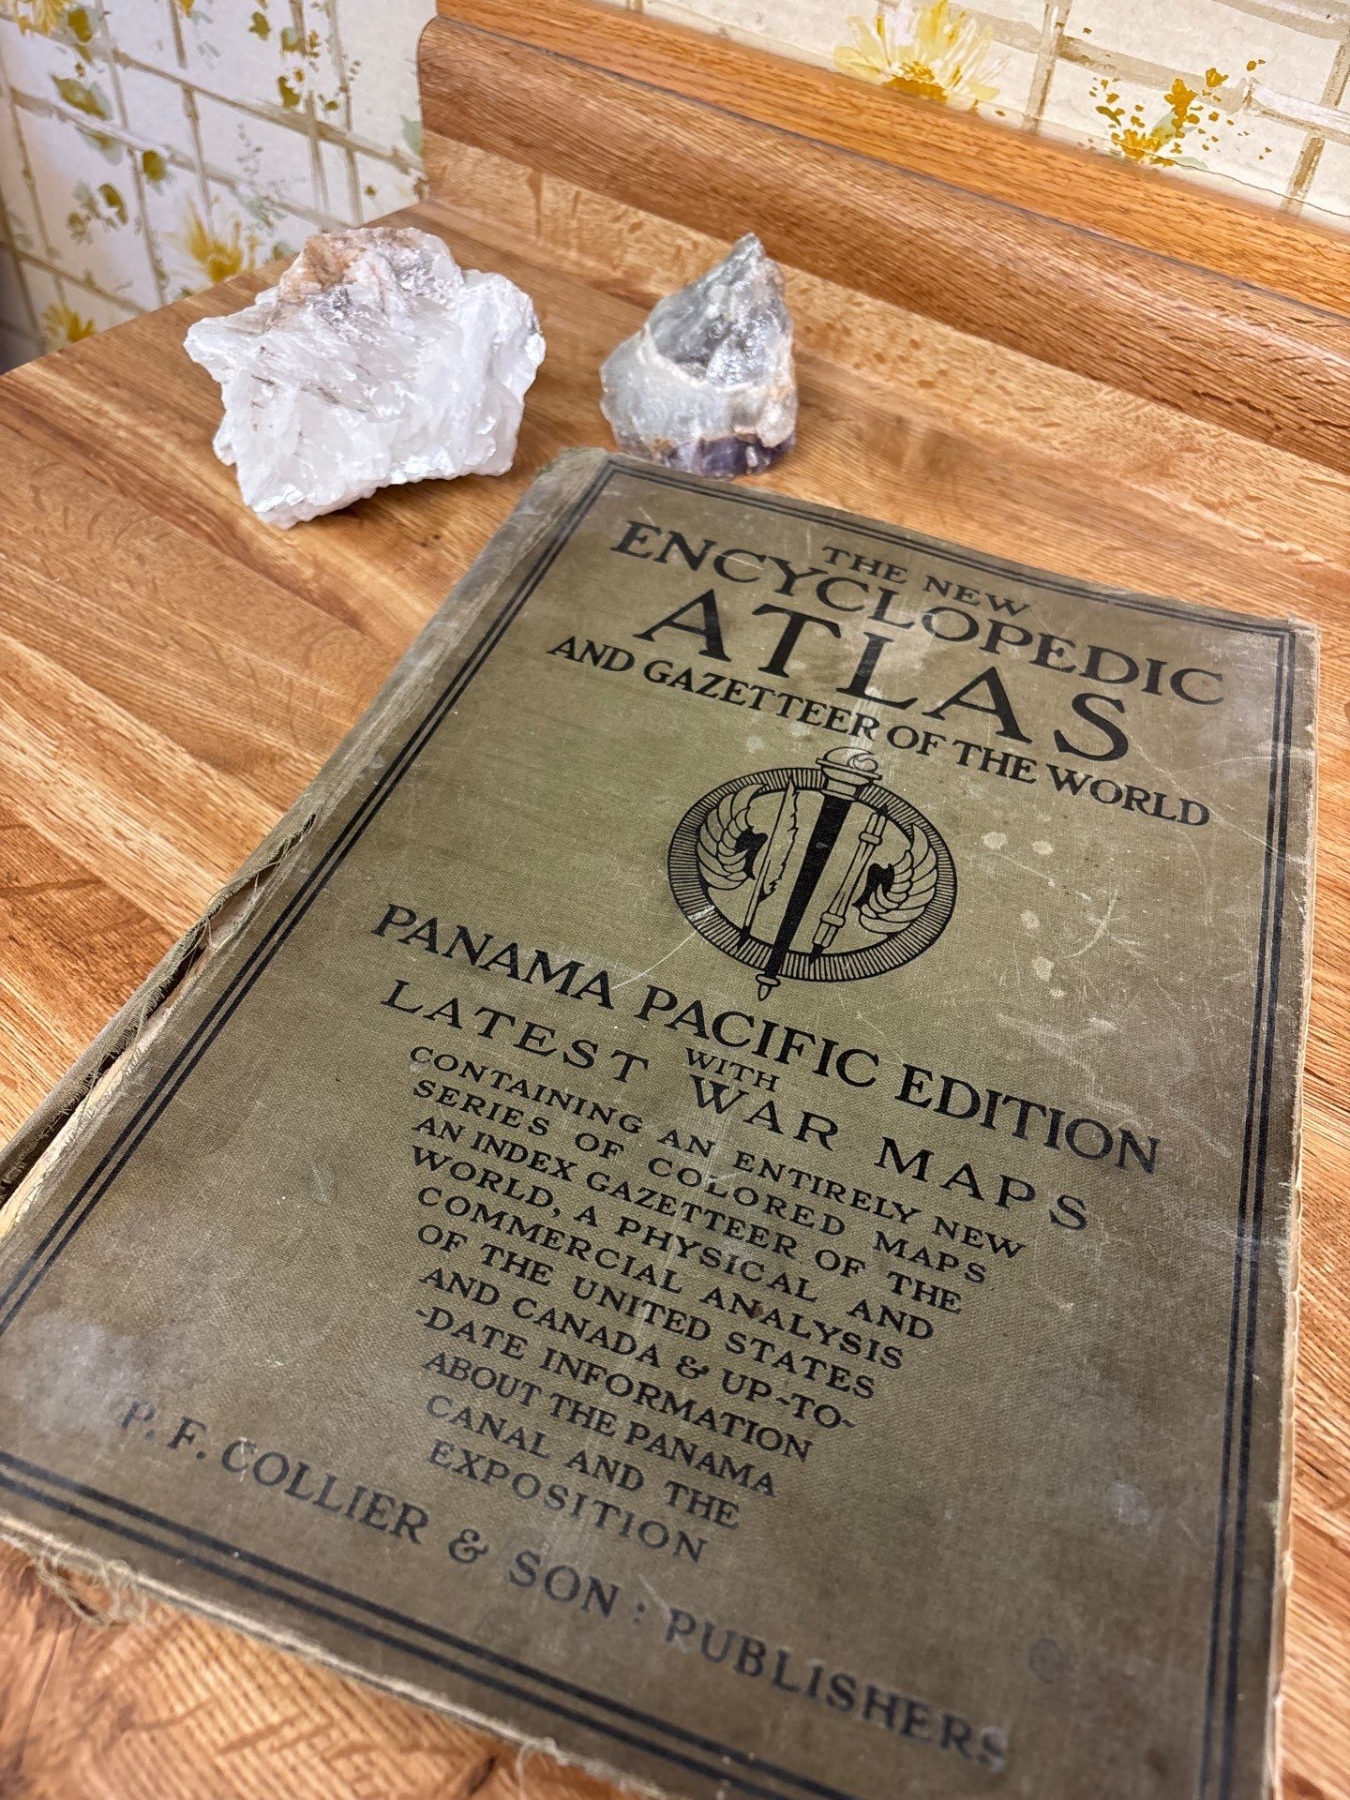 THE NEW
ENCYCLOPEDIC
ATLAS
AND GAZETTEER OF THE WORLD
PANAMA PACIFIC EDITION
WITH
LATEST WAR MAPS
CONTAINING AN ENTIRELY NEW
SERIES OF COLORED MAPS
AN INDEX GAZETTEER OF THE
WORLD, A PHYSICAL AND
COMMERCIAL ANALYSIS
OF THE UNITED STATES
AND CANADA & UP-TO-
-DATE INFORMATION
ABOUT THE PANAMA
CANAL AND THE
EXPOSITION
P. F. COLLIER & SON : PUBLISHERS